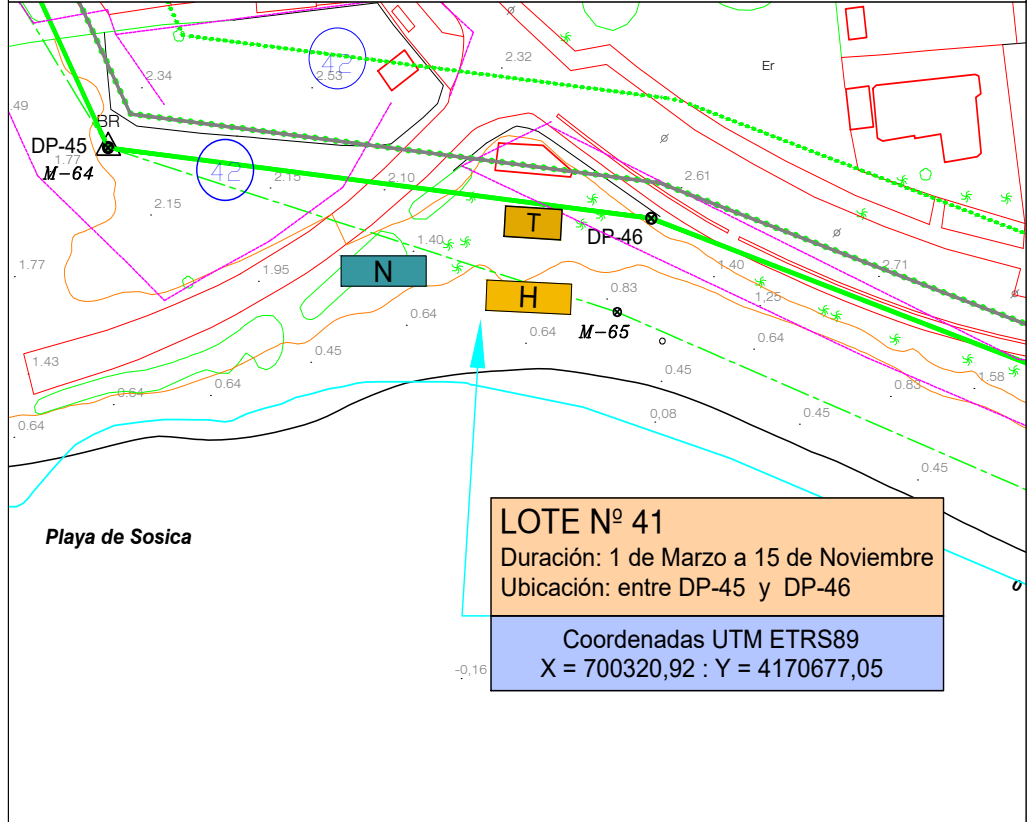 2.32
Er
2.34
42
2.53
.49
BR
DP-45
1.77
M-64
42
2.15
2.10
2.61
2.15
T
DP-46
1.40
1.77
1.95
N
1.40
2.71
H
0.83
1,25
0.64
0.64
M-65
0.64
0.45
1.43
0.45
0.83
1.58
0.64
0.64
0,08
0.45
0.64
0.45
Playa de Sosica
LOTE Nº 41
Duración: 1 de Marzo a 15 de Noviembre
Ubicación: entre DP-45 y DP-46
0
Coordenadas UTM ETRS89
X = 700320,92 : Y = 4170677,05
-0,16